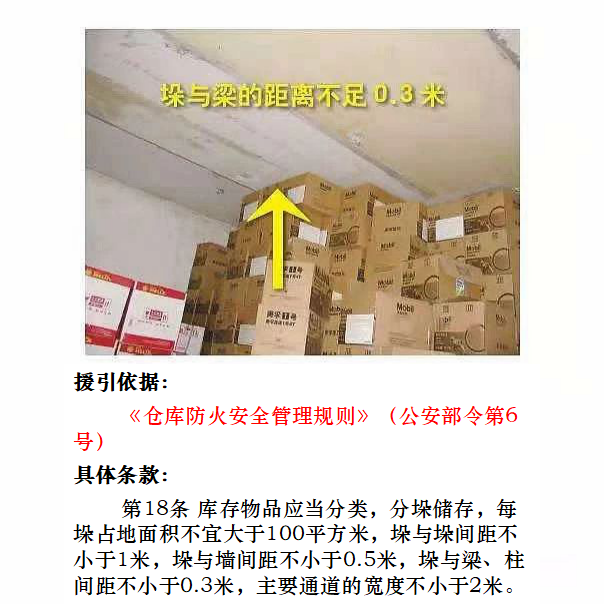 垛与梁的距离不足0.3米
Mobil
Mobil
Mobil
Mobil
Mobil
1号
援引依据：
《仓库防火安全管理规则》（公安部令第6
号）
具体条款：
第18条 库存物品应当分类，分垛储存，每
垛占地面积不宜大于100平方米，垛与垛间距不
小于1米，垛与墙间距不小于0.5米，垛与梁、柱
间距不小于0.3米，主要通道的宽度不小于2米。